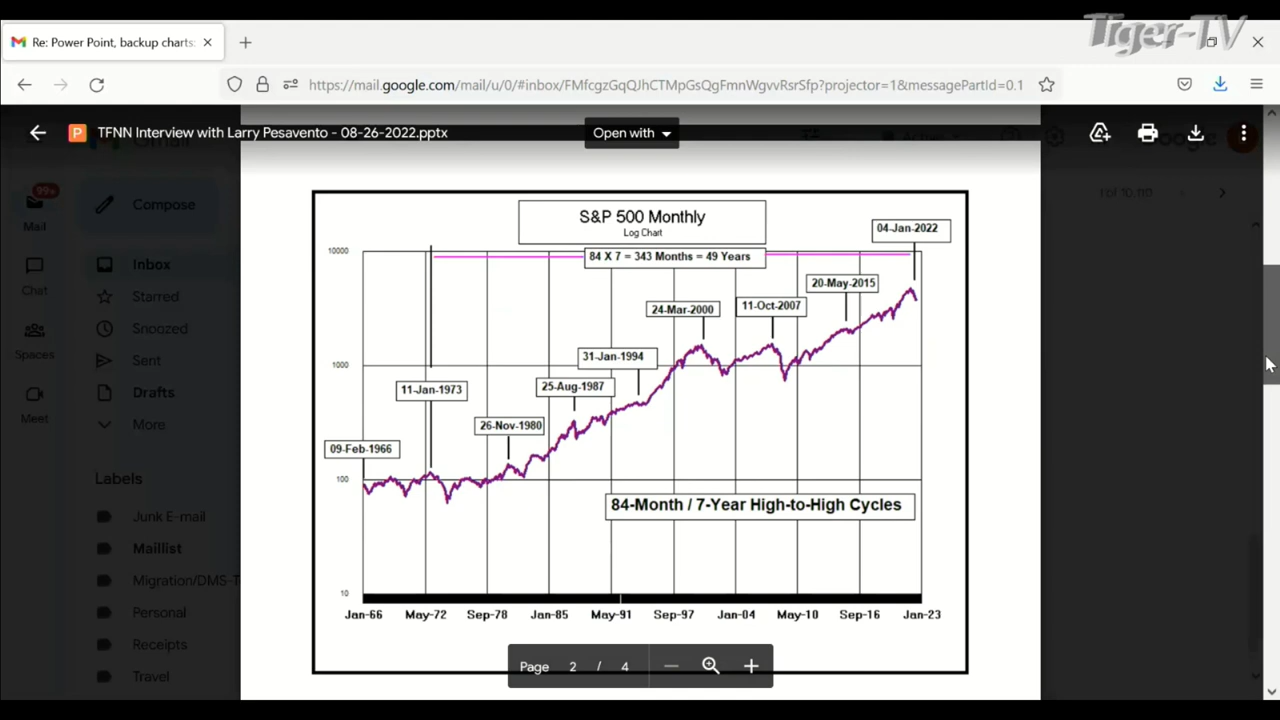 Tiger-TV
Re: Power Point, backup charts:
https://mail.google.com/mail/u/0/#inbox/FMfcgzGqQJhCTMpGsQgFmnWgvvRsrSfp?projector=1&messagePartId=0.1
TFNN Interview with Larry Pesavento - 08-26-2022.pptx
Open with
99+
Mail
Compose
Chat
Inbox
Starred
Spaces
Snoozed
Sent
Meet
Drafts
More
Labels
Junk E-mail
Maillist
Migration/DMS-T
Personal
Receipts
Travel
S&P 500 Monthly
Log Chart
84 X 7 = 343 Months = 49 Years
04-Jan-2022
20-May-2015
11-Oct-2007
24-Mar-2000
31-Jan-1994
25-Aug-1987
11-Jan-1973
26-Nov-1980
09-Feb-1966
10000
1000
100
10
84-Month / 7-Year High-to-High Cycles
Jan-66 May-72 Sep-78 Jan-85 May-91 Sep-97 Jan-04 May-10 Sep-16 Jan-23
Page 2 / 4